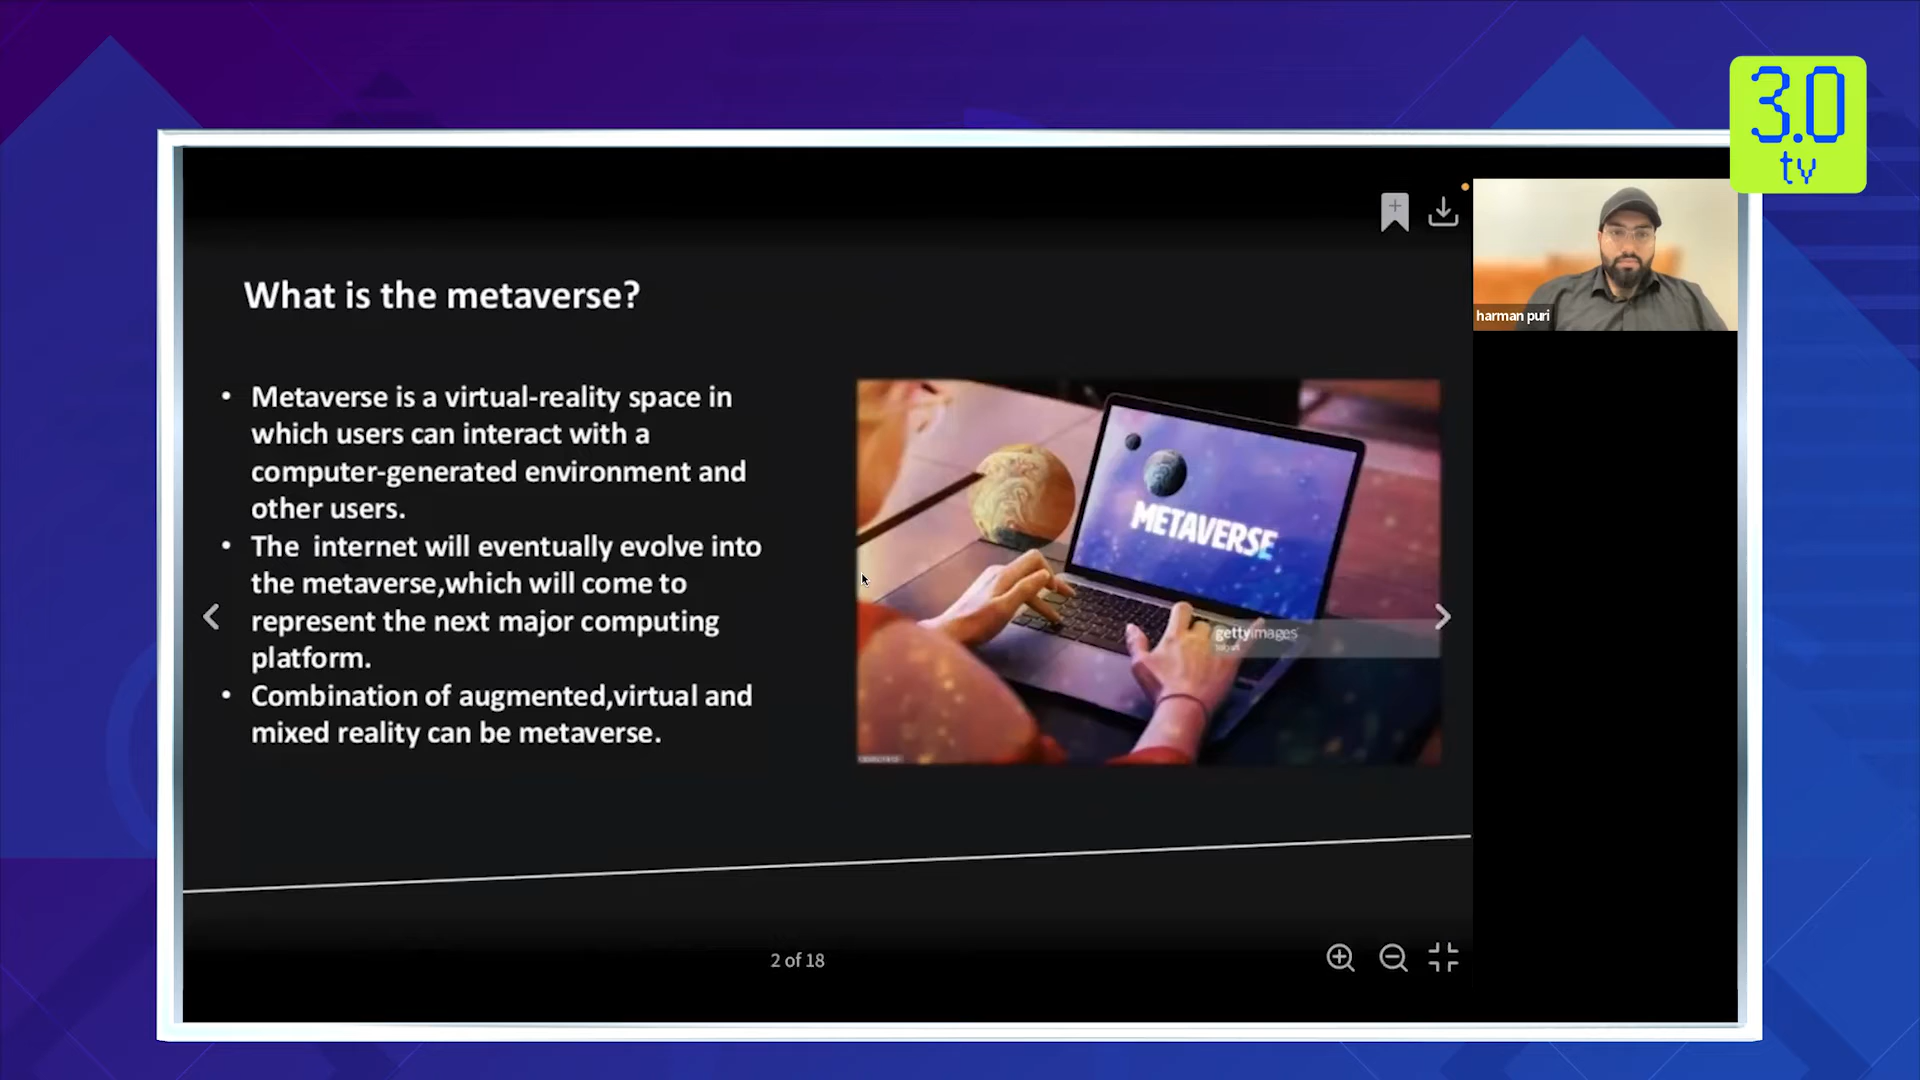 3.0
tv
What is the metaverse?
harman puri
• Metaverse is a virtual-reality space in
which users can interact with a
computer-generated environment and
other users.
• The  internet will eventually evolve into
the metaverse,which will come to
represent the next major computing
platform.
• Combination of augmented,virtual and
mixed reality can be metaverse.
METAVERSE
gettyimages
2 of 18